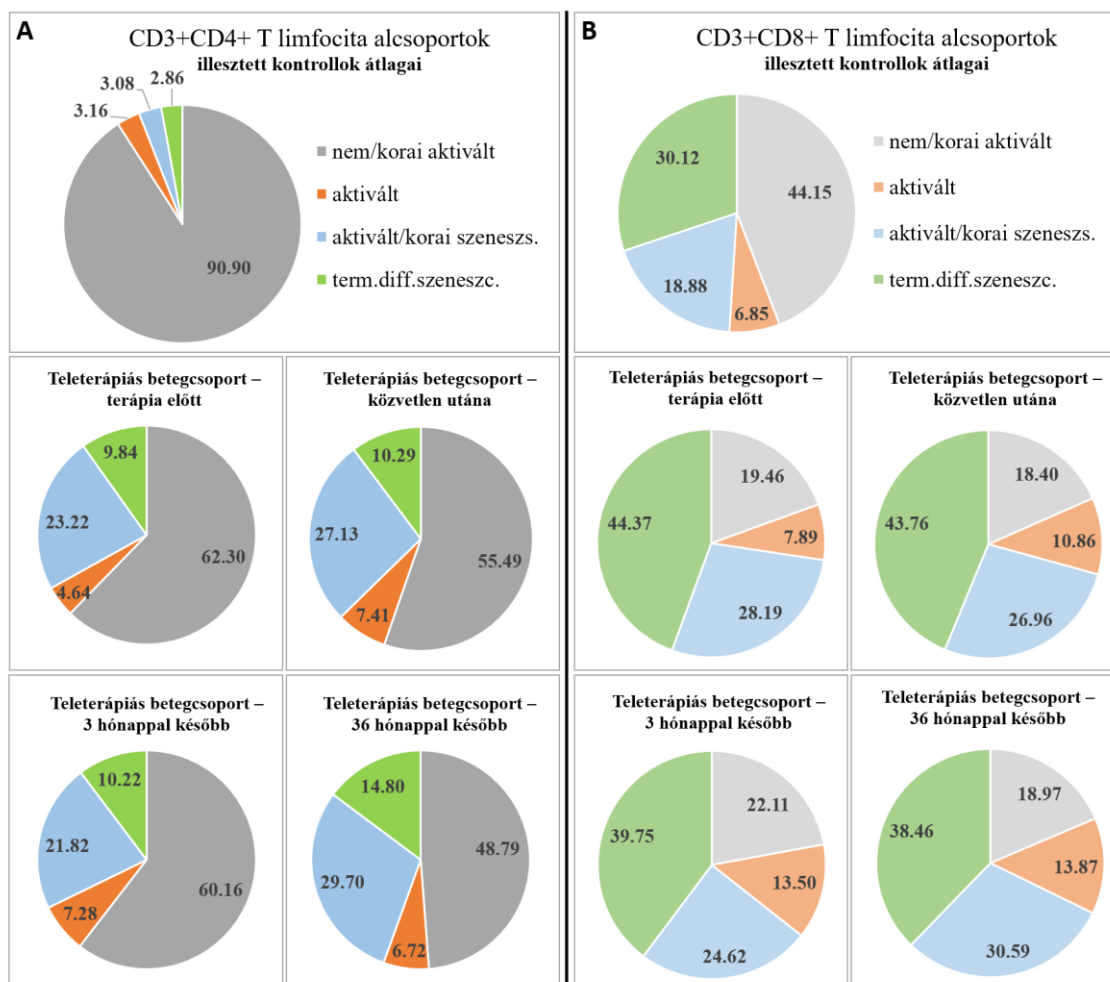 A
CD3+CD4+ T limfocita alcsoportok
illesztett kontrollok átlagai
3.08
2.86
3.16
90.90
nem/korai aktivált
aktivált
aktivált/korai szeneszs.
term.diff.szeneszc.
B
CD3+CD8+ T limfocita alcsoportok
illesztett kontrollok átlagai
30.12
44.15
18.88
6.85
nem/korai aktivált
aktivált
aktivált/korai szeneszs.
term.diff.szeneszc.
Teleterápiás betegcsoport –
terápia előtt
9.84
23.22
62.30
4.64
Teleterápiás betegcsoport –
közvetlen utána
10.29
27.13
55.49
7.41
Teleterápiás betegcsoport –
terápia előtt
19.46
44.37
7.89
28.19
Teleterápiás betegcsoport –
közvetlen utána
18.40
43.76
10.86
26.96
Teleterápiás betegcsoport –
3 hónappal később
10.22
21.82
60.16
7.28
Teleterápiás betegcsoport –
36 hónappal később
14.80
48.79
29.70
6.72
Teleterápiás betegcsoport –
3 hónappal később
22.11
39.75
13.50
24.62
Teleterápiás betegcsoport –
36 hónappal később
18.97
38.46
13.87
30.59